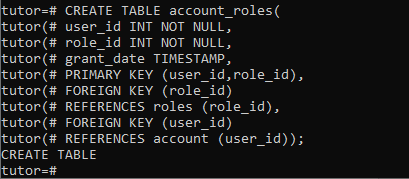 tutor=# CREATE TABLE account_roles(
tutor(# user_id INT NOT NULL,
tutor(# role_id INT NOT NULL,
tutor(# grant_date TIMESTAMP,
tutor(# PRIMARY KEY (user_id,role_id),
tutor(# FOREIGN KEY (role_id)
tutor(# REFERENCES roles (role_id),
tutor(# FOREIGN KEY (user_id)
tutor(# REFERENCES account (user_id));
CREATE TABLE
tutor=#